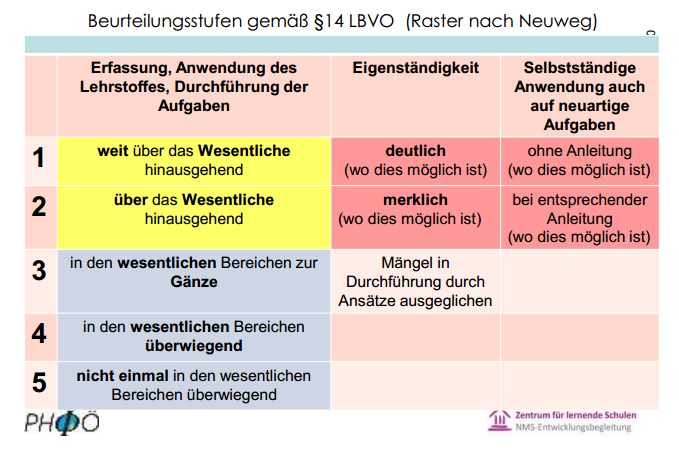 Beurteilungsstufen gemäß §14 LBVO (Raster nach Neuweg)
Erfassung, Anwendung des
Lehrstoffes, Durchführung der
Aufgaben
Eigenständigkeit
Selbstständige
Anwendung auch
auf neuartige
Aufgaben
1
weit über das Wesentliche
hinausgehend
deutlich
(wo dies möglich ist)
ohne Anleitung
(wo dies möglich ist)
2
über das Wesentliche
hinausgehend
merklich
(wo dies möglich ist)
bei entsprechender
Anleitung
(wo dies möglich ist)
3
in den wesentlichen Bereichen zur
Gänze
Mängel in
Durchführung durch
Ansätze ausgeglichen
4
in den wesentlichen Bereichen
überwiegend
5
nicht einmal in den wesentlichen
Bereichen überwiegend
PHΦÖ
Zentrum für lernende Schulen
NMS-Entwicklungsbegleitung